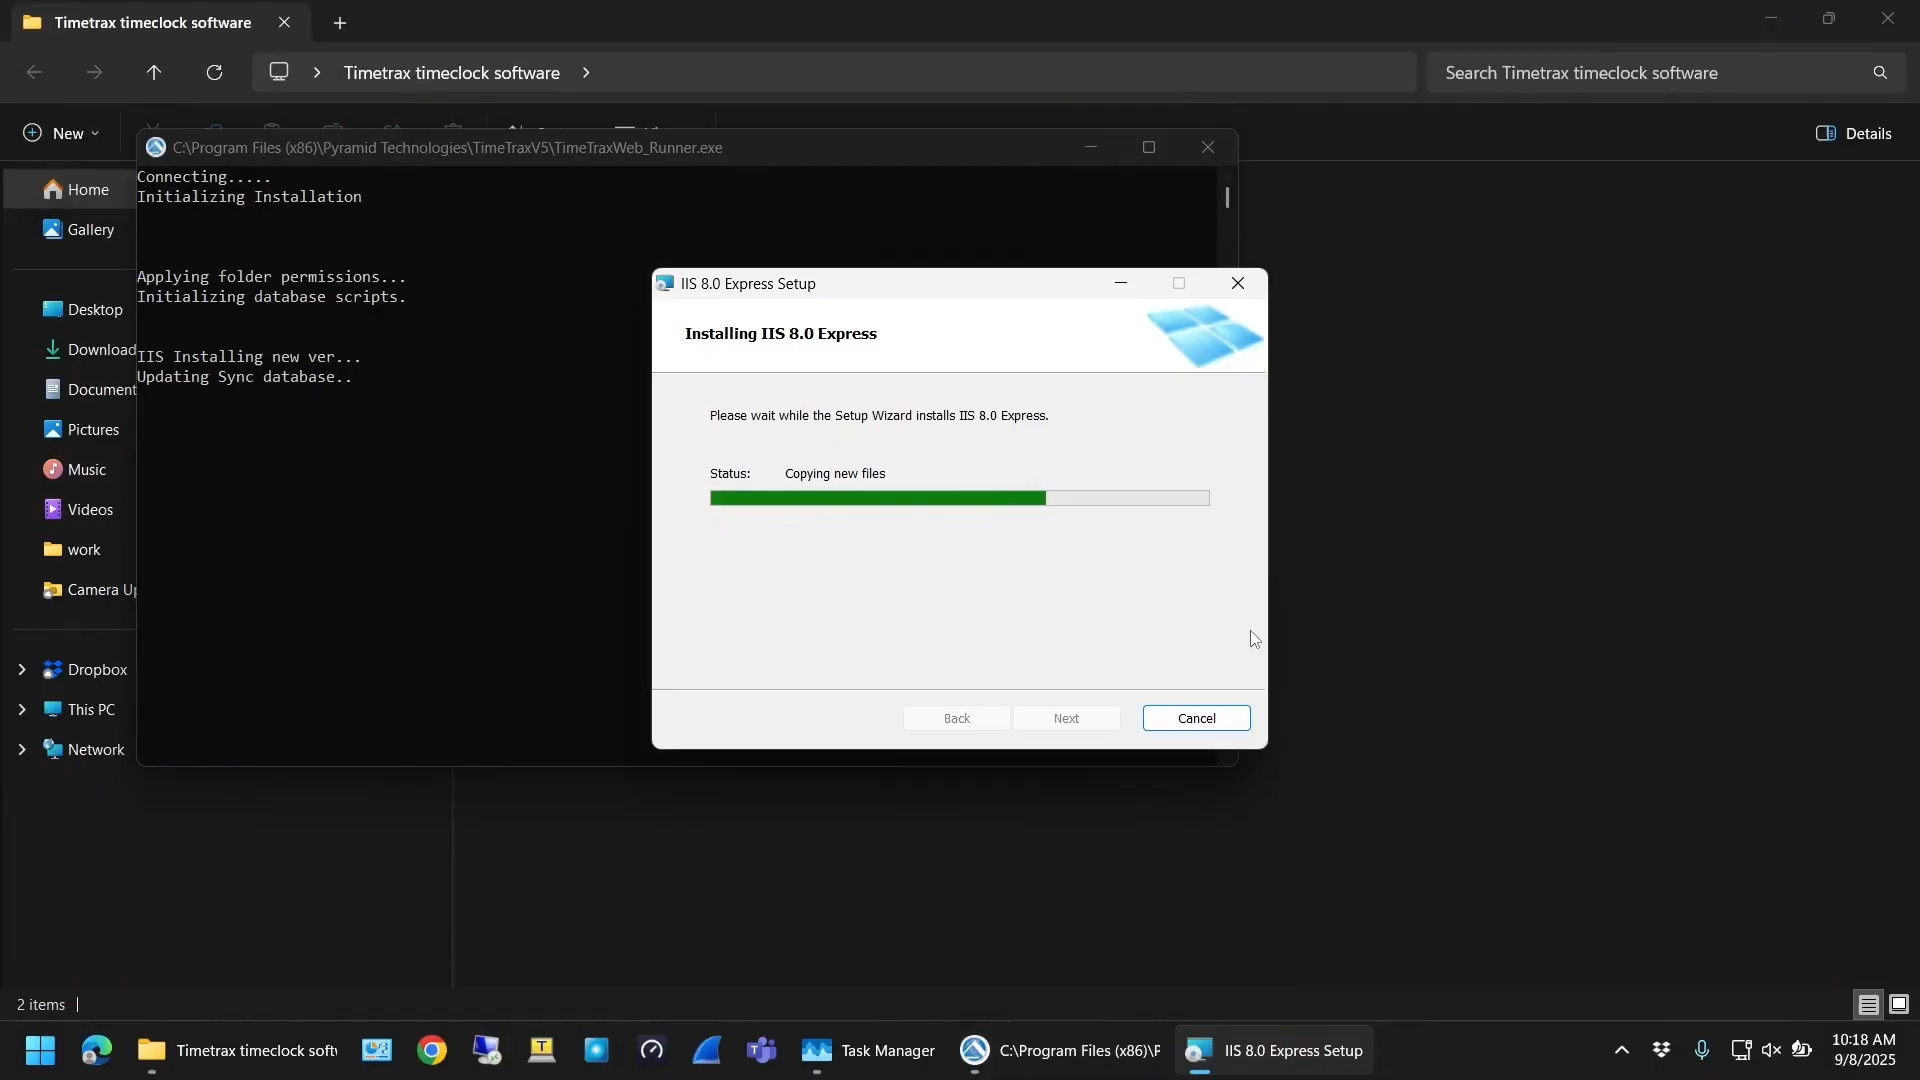 Timetrax timeclock software
Timetrax timeclock software
Search Timetrax timeclock software
New
Details
C:\Program Files (x86)\Pyramid Technologies\TimeTraxV5\TimeTraxWeb_Runner.exe
Connecting.....
Initializing Installation
Applying folder permissions...
Initializing database scripts.
IIS Installing new ver...
Updating Sync database..
Home
Gallery
Desktop
Download
Document
Pictures
Music
Videos
work
Camera Up
Dropbox
This PC
Network
IIS 8.0 Express Setup
Installing IIS 8.0 Express
Please wait while the Setup Wizard installs IIS 8.0 Express.
Status: Copying new files
Back
Next
Cancel
2 items
Timetrax timeclock softw
T
Task Manager
C:\Program Files (x86)\P
IIS 8.0 Express Setup
10:18 AM
9/8/2025